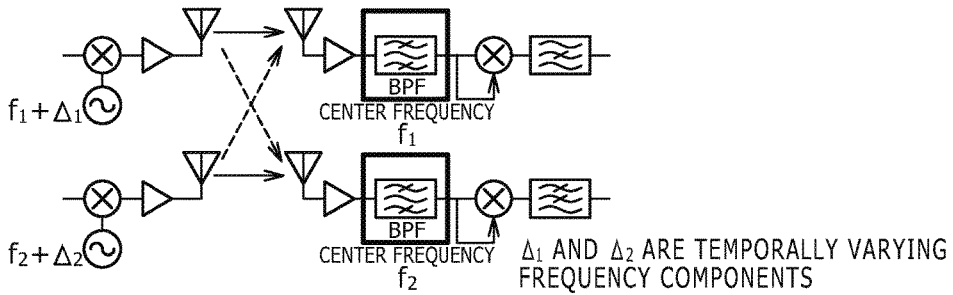 f₁+Δ₁
BPF
CENTER FREQUENCY
f₁
f₂+Δ₂
BPF
CENTER FREQUENCY
f₂
Δ₁ AND Δ₂ ARE TEMPORALLY VARYING
FREQUENCY COMPONENTS